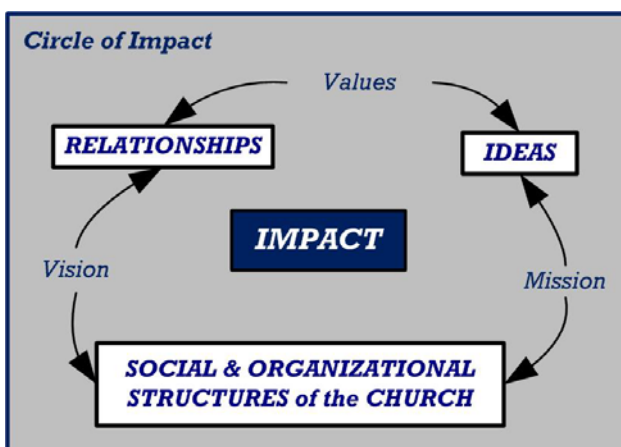 Circle of Impact
Values
RELATIONSHIPS
IDEAS
IMPACT
Vision
Mission
SOCIAL & ORGANIZATIONAL
STRUCTURES of the CHURCH